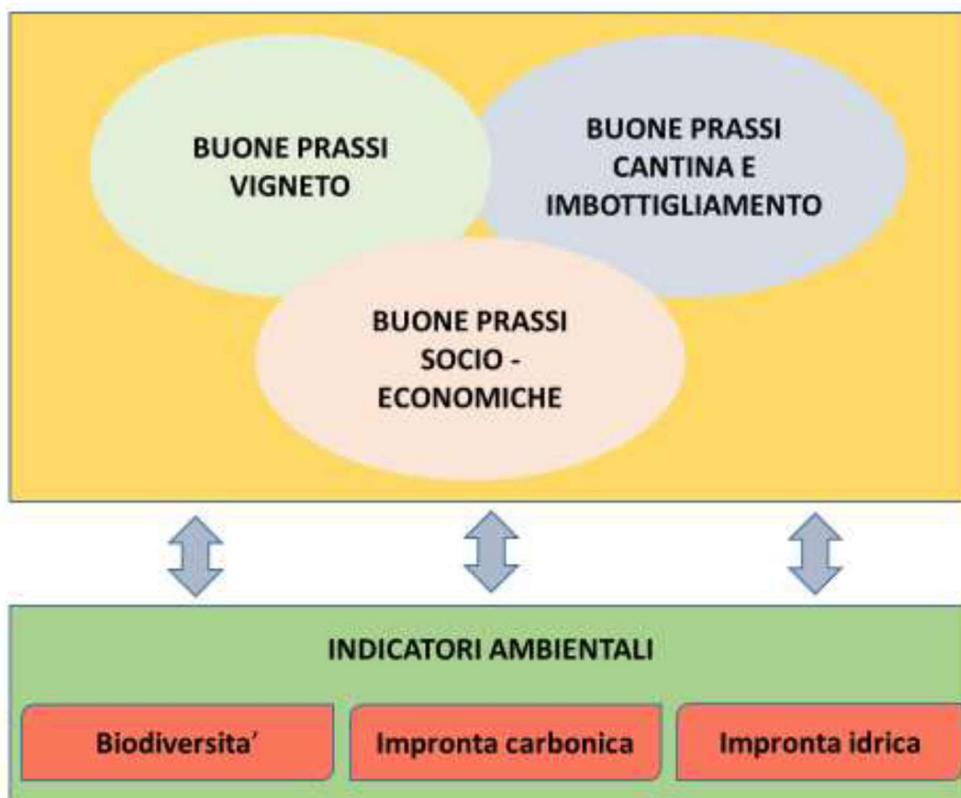 BUONE PRASSI
VIGNETO
BUONE PRASSI
CANTINA E
IMBOTTIGLIAMENTO
BUONE PRASSI
SOCIO -
ECONOMICHE
INDICATORI AMBIENTALI
Biodiversita’
Impronta carbonica
Impronta idrica